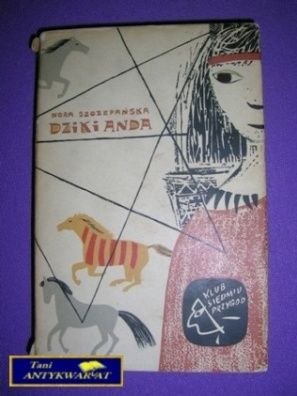 NORA SZCZEPAŃSKA
DZIKI ANDA
KLUB
SIEDMIU
PRZYGÓD
Tani
ANTYKWARIAT